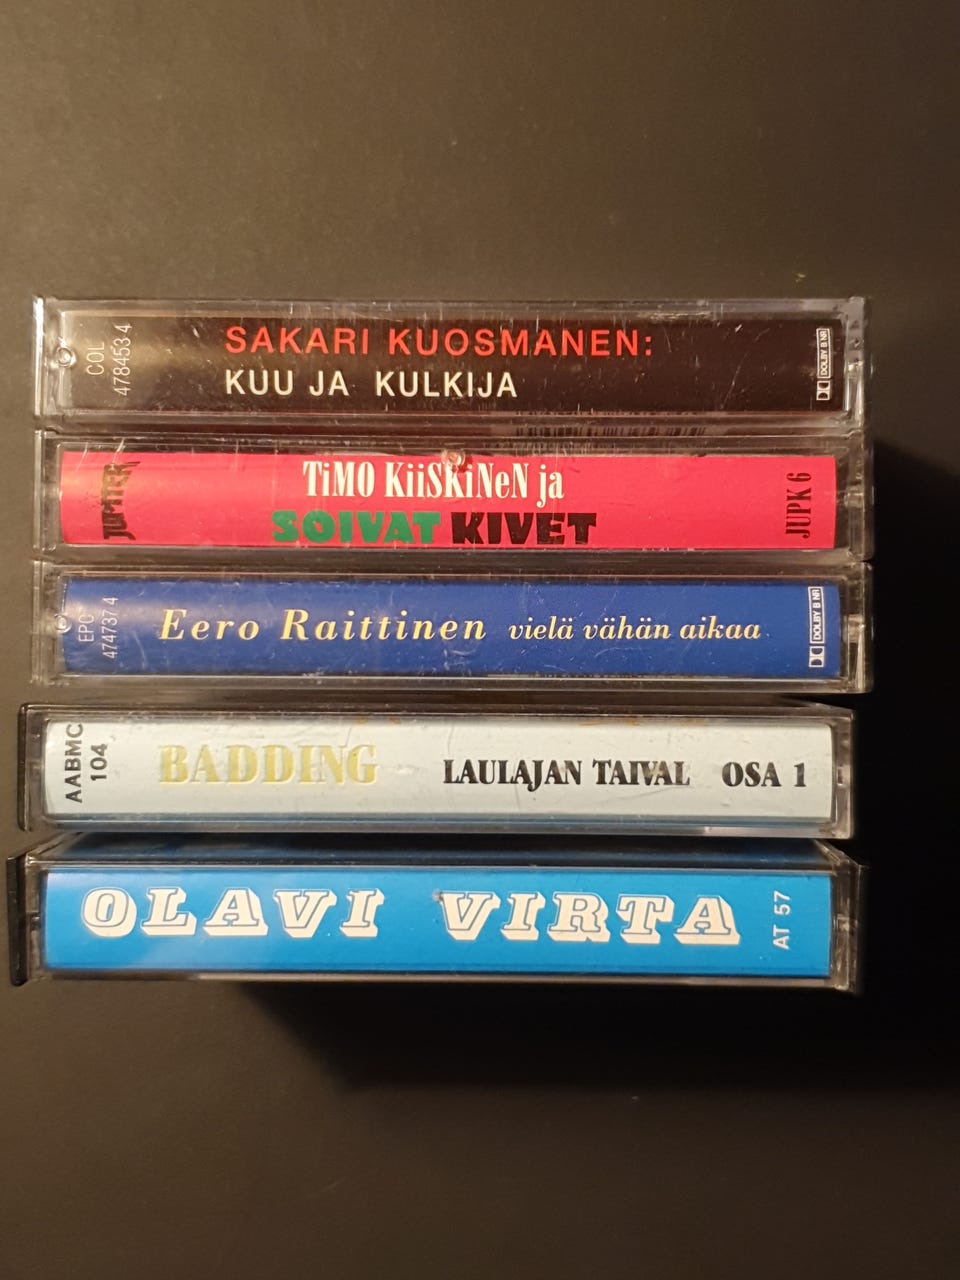 COL
478453 4
SAKARI KUOSMANEN:
KUU JA KULKIJA
DOLBY B NR
JUPITER
TiMO KiiSKiNeN ja
SOIVAT KIVET
JUPK 6
EPC
474737 4
Eero Raittinen vielä vähän aikaa
DOLBY B NR
AABMC
104
BADDING LAULAJAN TAIVAL OSA 1
OLAVI VIRTA
AT 57